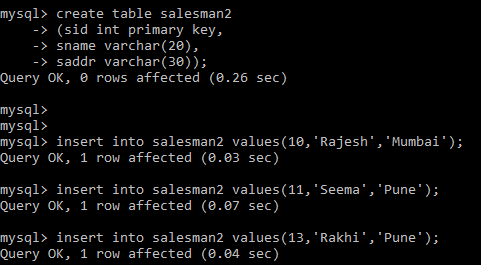 mysql> create table salesman2
    -> (sid int primary key,
    -> sname varchar(20),
    -> saddr varchar(30));
Query OK, 0 rows affected (0.26 sec)

mysql>
mysql>
mysql> insert into salesman2 values(10,'Rajesh','Mumbai');
Query OK, 1 row affected (0.03 sec)

mysql> insert into salesman2 values(11,'Seema','Pune');
Query OK, 1 row affected (0.07 sec)

mysql> insert into salesman2 values(13,'Rakhi','Pune');
Query OK, 1 row affected (0.04 sec)